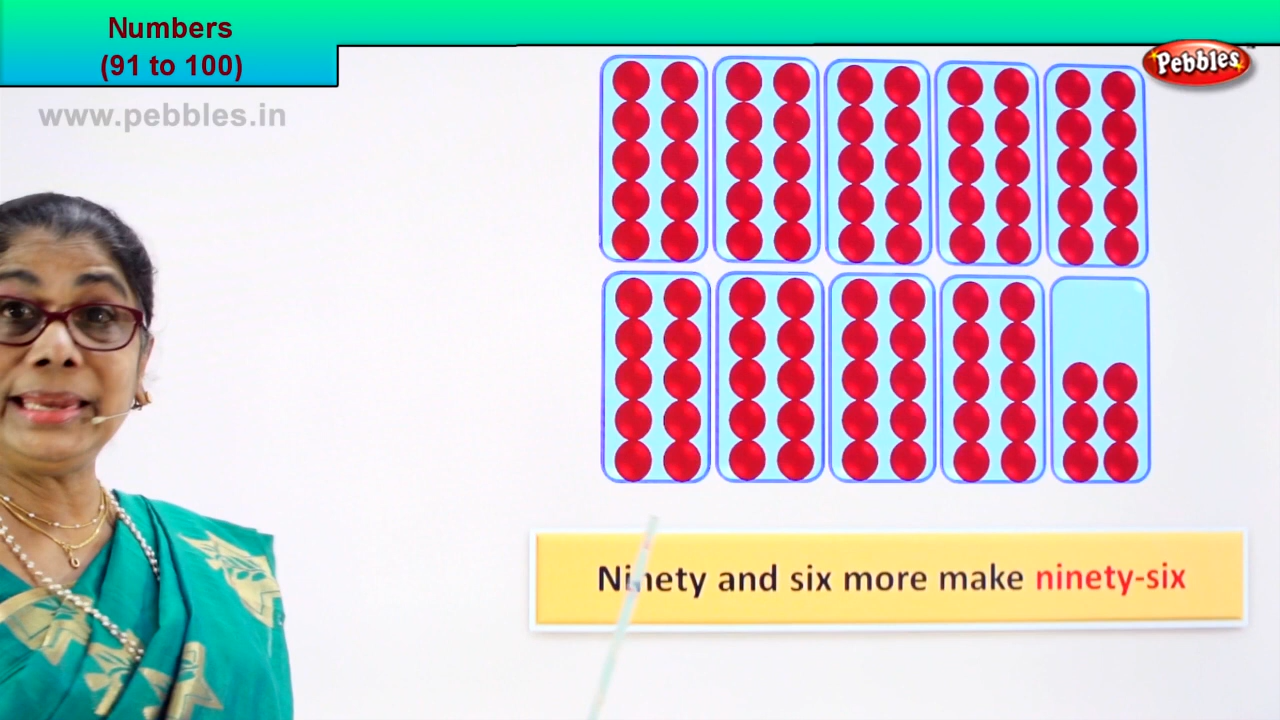 Numbers
(91 to 100)
www.pebbles.in
Pebbles
Ninety and six more make ninety-six